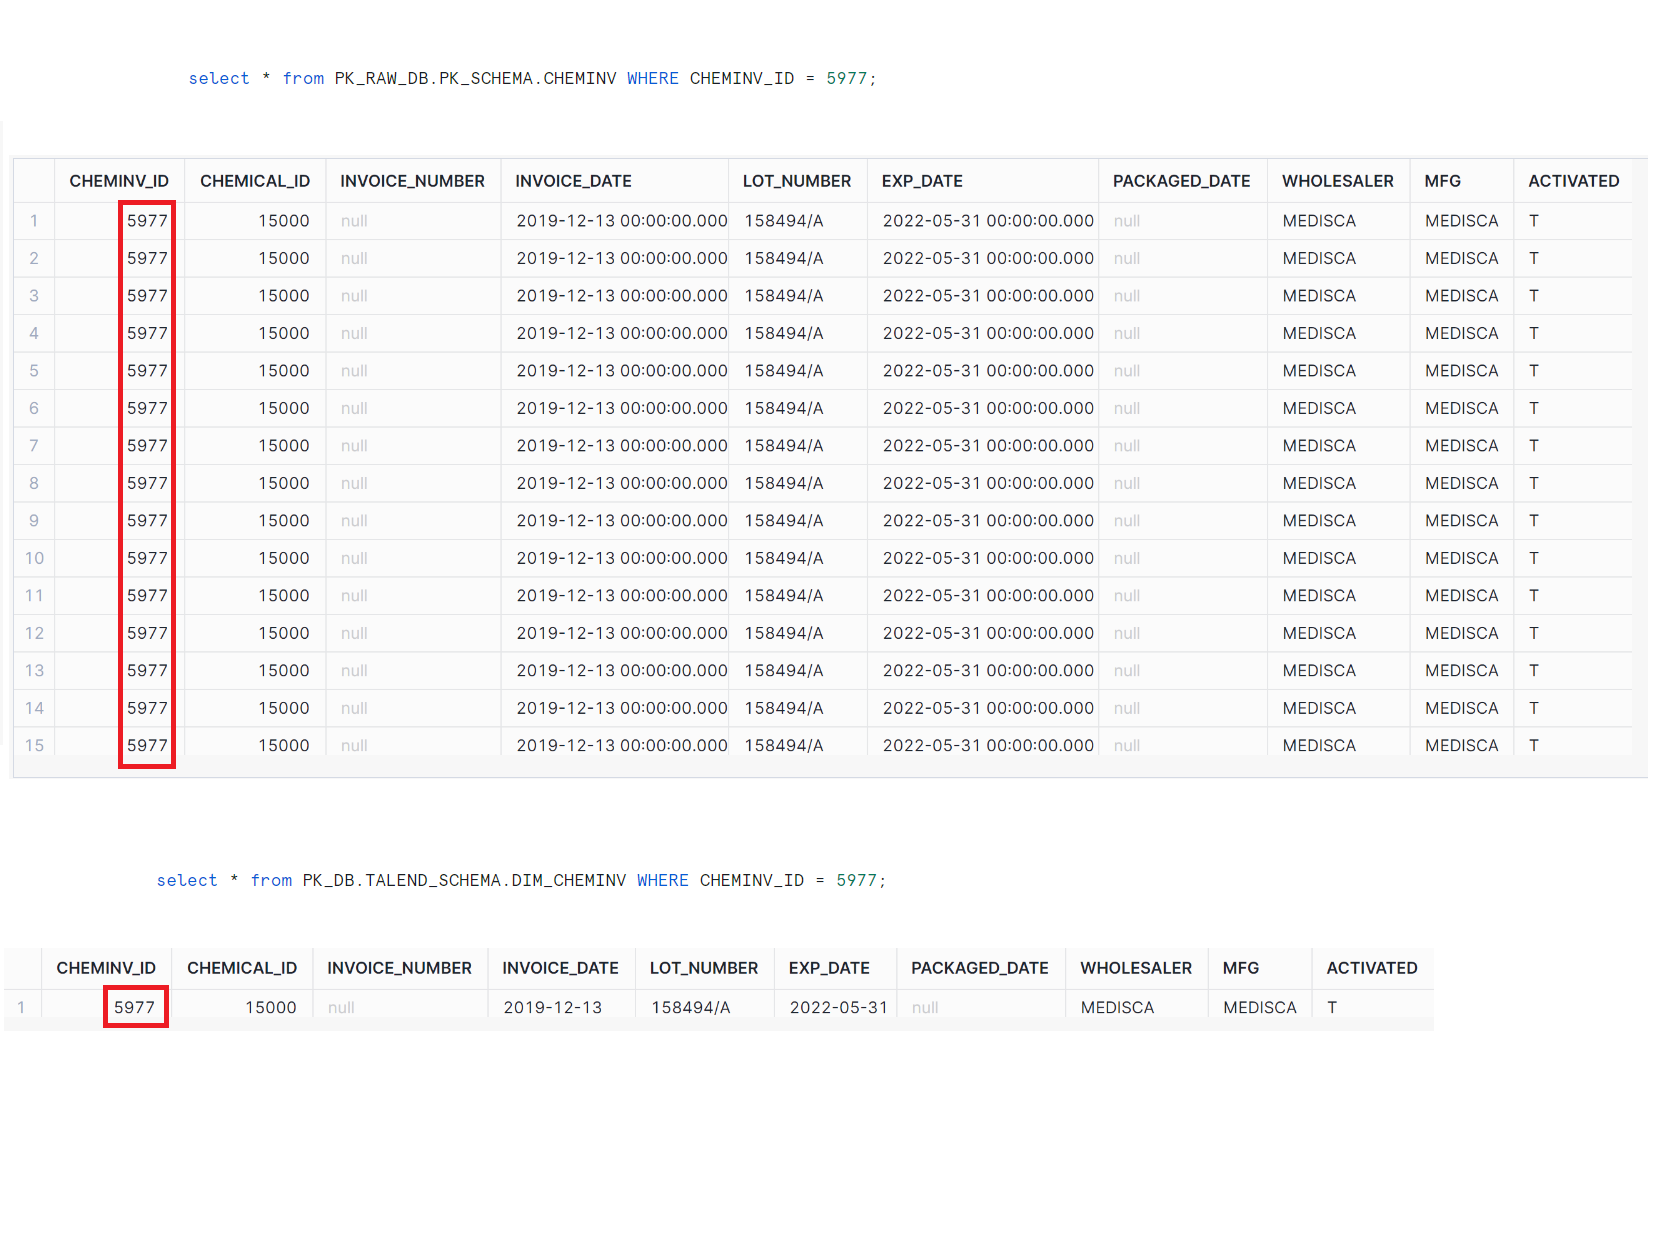 select * from PK_RAW_DB.PK_SCHEMA.CHEMINV WHERE CHEMINV_ID = 5977;
CHEMINV_ID CHEMICAL_ID INVOICE_NUMBER INVOICE_DATE LOT_NUMBER EXP_DATE PACKAGED_DATE WHOLESALER MFG ACTIVATED
1 5977 15000 null 2019-12-13 00:00:00.000 158494/A 2022-05-31 00:00:00.000 null MEDISCA MEDISCA T
2 5977 15000 null 2019-12-13 00:00:00.000 158494/A 2022-05-31 00:00:00.000 null MEDISCA MEDISCA T
3 5977 15000 null 2019-12-13 00:00:00.000 158494/A 2022-05-31 00:00:00.000 null MEDISCA MEDISCA T
4 5977 15000 null 2019-12-13 00:00:00.000 158494/A 2022-05-31 00:00:00.000 null MEDISCA MEDISCA T
5 5977 15000 null 2019-12-13 00:00:00.000 158494/A 2022-05-31 00:00:00.000 null MEDISCA MEDISCA T
6 5977 15000 null 2019-12-13 00:00:00.000 158494/A 2022-05-31 00:00:00.000 null MEDISCA MEDISCA T
7 5977 15000 null 2019-12-13 00:00:00.000 158494/A 2022-05-31 00:00:00.000 null MEDISCA MEDISCA T
8 5977 15000 null 2019-12-13 00:00:00.000 158494/A 2022-05-31 00:00:00.000 null MEDISCA MEDISCA T
9 5977 15000 null 2019-12-13 00:00:00.000 158494/A 2022-05-31 00:00:00.000 null MEDISCA MEDISCA T
10 5977 15000 null 2019-12-13 00:00:00.000 158494/A 2022-05-31 00:00:00.000 null MEDISCA MEDISCA T
11 5977 15000 null 2019-12-13 00:00:00.000 158494/A 2022-05-31 00:00:00.000 null MEDISCA MEDISCA T
12 5977 15000 null 2019-12-13 00:00:00.000 158494/A 2022-05-31 00:00:00.000 null MEDISCA MEDISCA T
13 5977 15000 null 2019-12-13 00:00:00.000 158494/A 2022-05-31 00:00:00.000 null MEDISCA MEDISCA T
14 5977 15000 null 2019-12-13 00:00:00.000 158494/A 2022-05-31 00:00:00.000 null MEDISCA MEDISCA T
15 5977 15000 null 2019-12-13 00:00:00.000 158494/A 2022-05-31 00:00:00.000 null MEDISCA MEDISCA T
select * from PK_DB.TALEND_SCHEMA.DIM_CHEMINV WHERE CHEMINV_ID = 5977;
CHEMINV_ID CHEMICAL_ID INVOICE_NUMBER INVOICE_DATE LOT_NUMBER EXP_DATE PACKAGED_DATE WHOLESALER MFG ACTIVATED
1 5977 15000 null 2019-12-13 158494/A 2022-05-31 null MEDISCA MEDISCA T